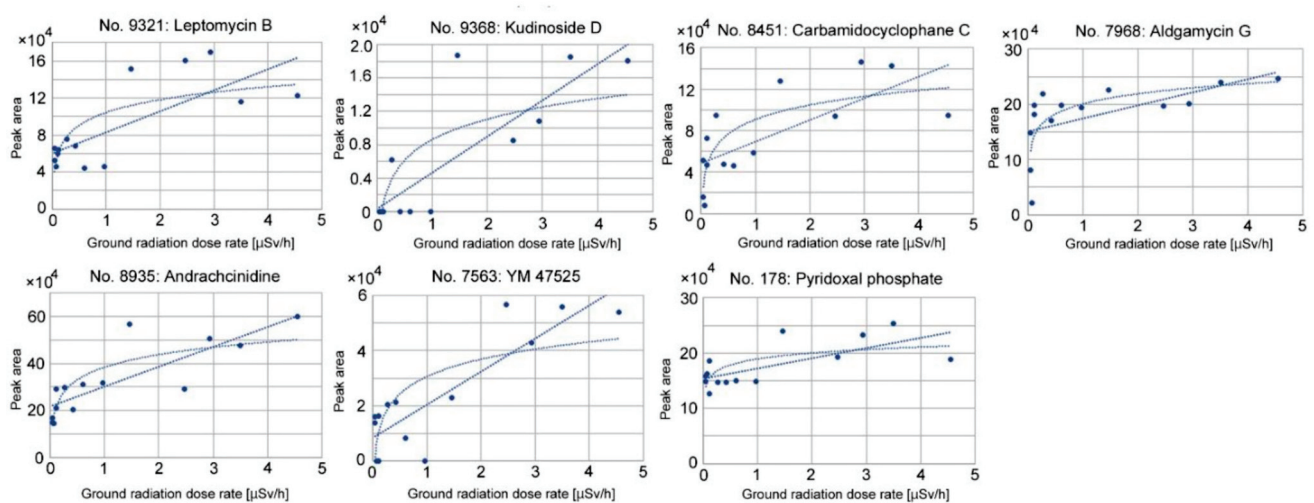 No. 9321: Leptomycin B
×10⁴
16
12
8
4
0
Peak area
0 1 2 3 4 5
Ground radiation dose rate [μSv/h]
No. 9368: Kudinoside D
×10⁴
2.0
1.6
1.2
0.8
0.4
0
Peak area
0 1 2 3 4 5
Ground radiation dose rate [μSv/h]
No. 8451: Carbamidocyclophane C
×10⁴
16
12
8
4
0
Peak area
0 1 2 3 4 5
Ground radiation dose rate [μSv/h]
No. 7968: Aldgamycin G
×10⁴
30
20
10
0
Peak area
0 1 2 3 4 5
Ground radiation dose rate [μSv/h]
No. 8935: Andrachcinidine
×10⁴
60
40
20
0
Peak area
0 1 2 3 4 5
Ground radiation dose rate [μSv/h]
No. 7563: YM 47525
×10⁴
6
4
2
0
Peak area
0 1 2 3 4 5
Ground radiation dose rate [μSv/h]
No. 178: Pyridoxal phosphate
×10⁴
30
20
10
0
Peak area
0 1 2 3 4 5
Ground radiation dose rate [μSv/h]